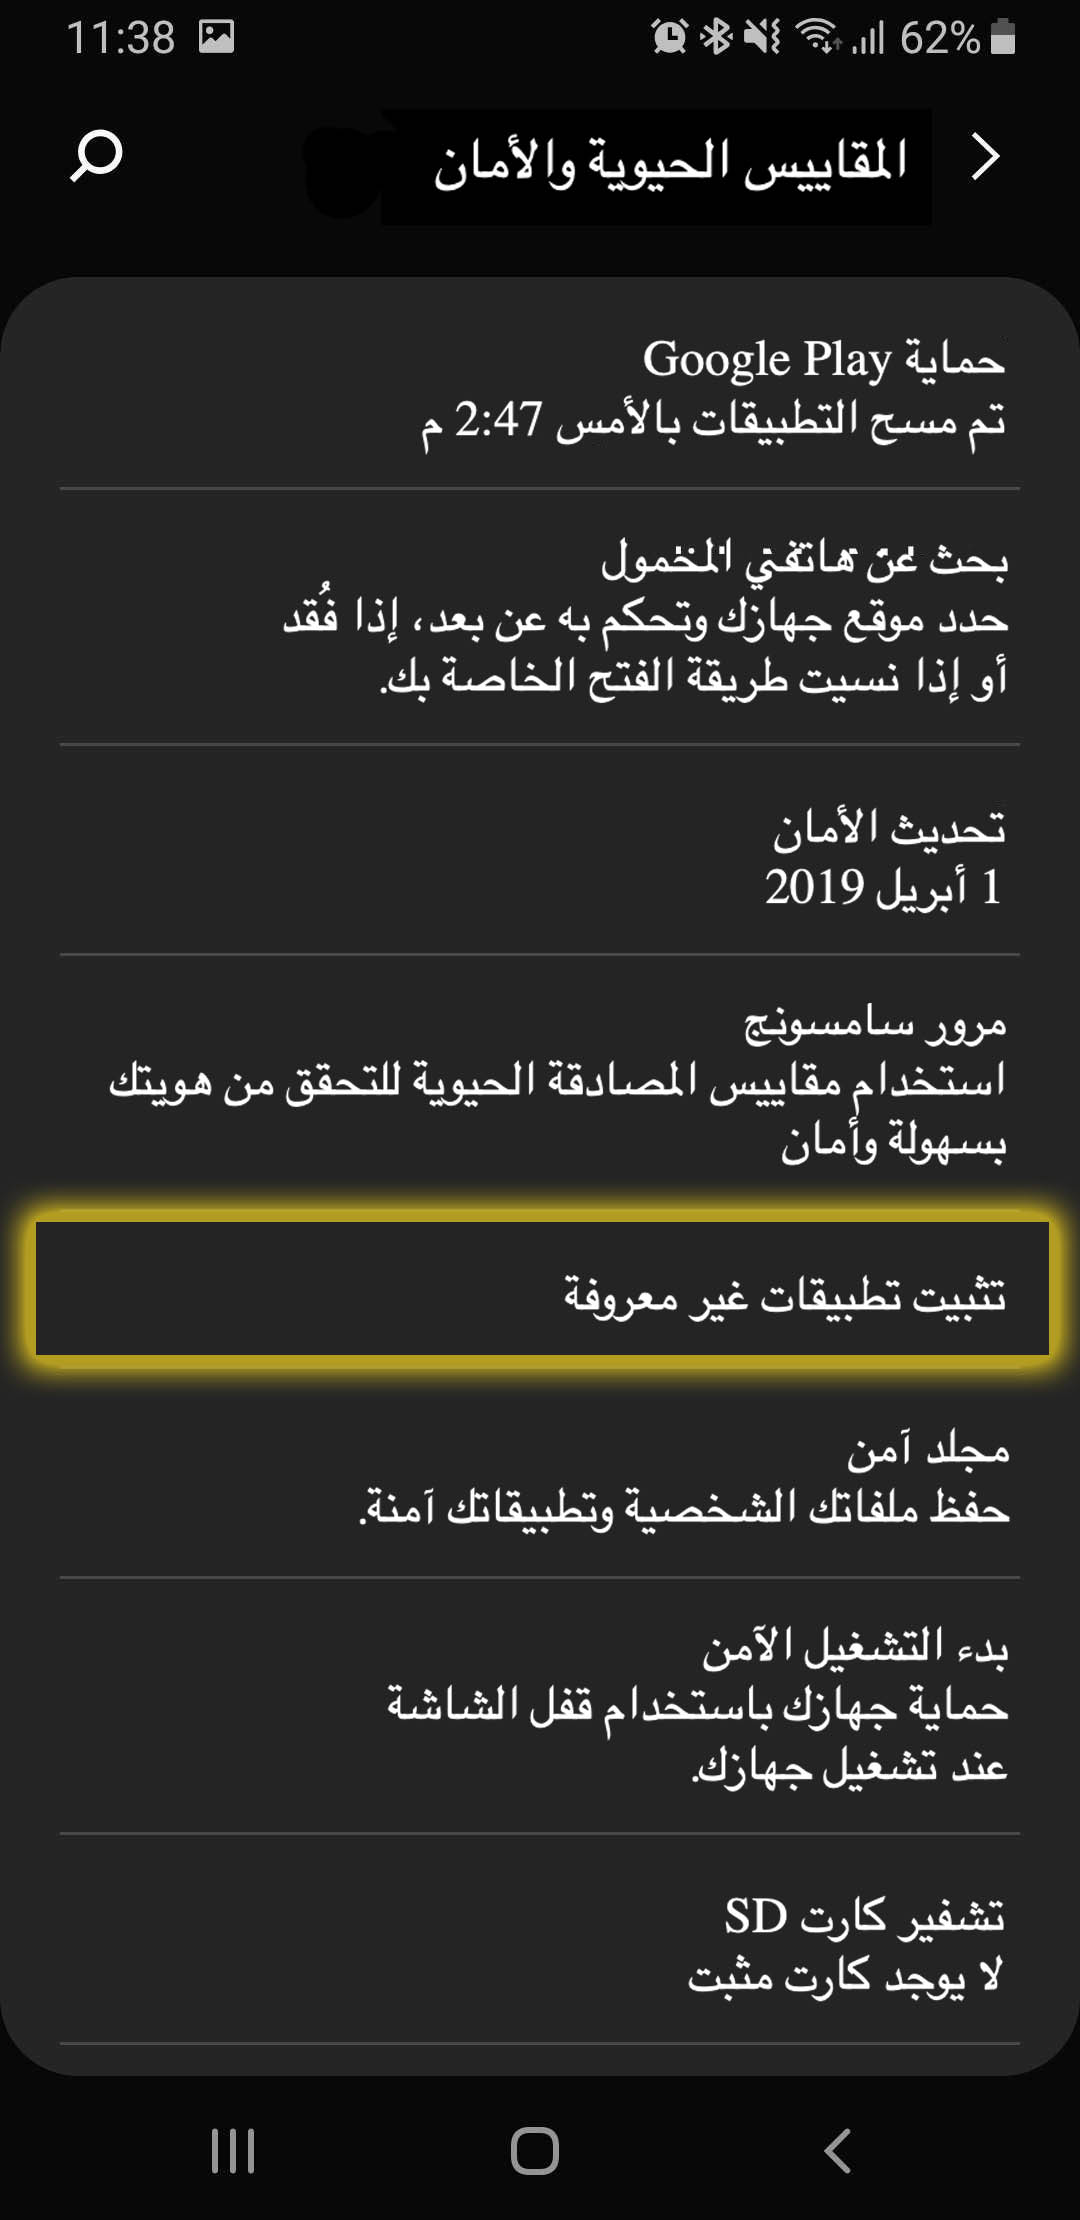 11:38 62%
المقاييس الحيوية والأمان
حماية Google Play
تم مسح التطبيقات بالأمس 2:47 م
بحث عن هاتفي المخمول
حدد موقع جهازك وتحكم به عن بعد، إذا فُقد
أو إذا نسيت طريقة الفتح الخاصة بك.
تحديث الأمان
1 أبريل 2019
مرور سامسونج
استخدام مقاييس المصادقة الحيوية للتحقق من هويتك
بسهولة وأمان
تثبيت تطبيقات غير معروفة
مجلد آمن
حفظ ملفاتك الشخصية وتطبيقاتك آمنة.
بدء التشغيل الآمن
حماية جهازك باستخدام قفل الشاشة
عند تشغيل جهازك.
تشفير كارت SD
لا يوجد كارت مثبت